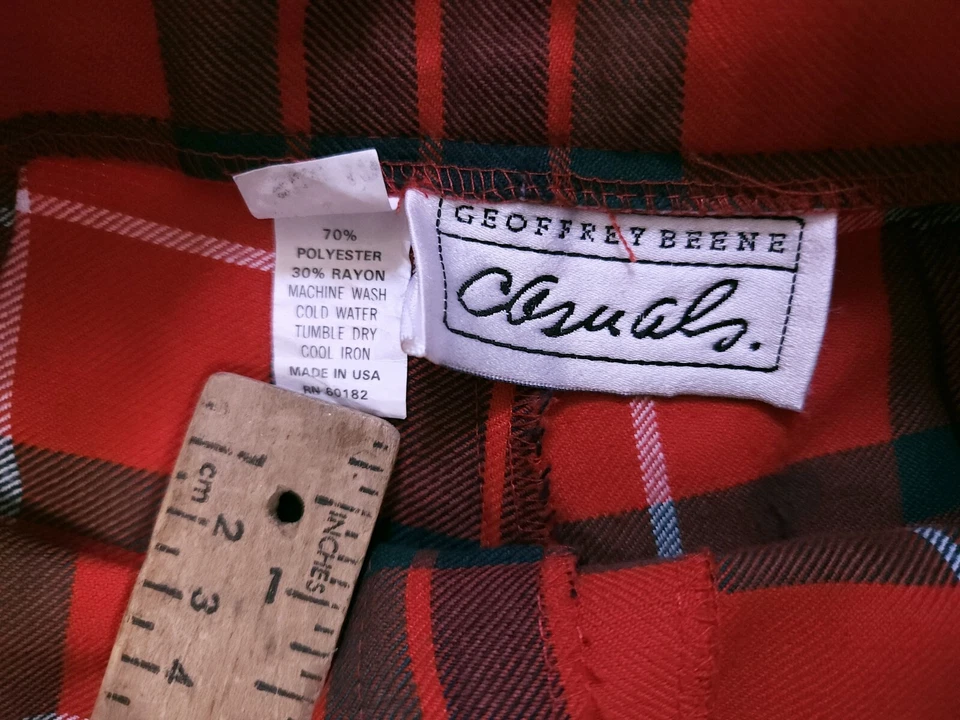 70%
POLYESTER
30% RAYON
MACHINE WASH
COLD WATER
TUMBLE DRY
COOL IRON
MADE IN USA
RN 60182
GEOFFREY BEENE
casuals.
1
cm
2
3
4
INCHES
1